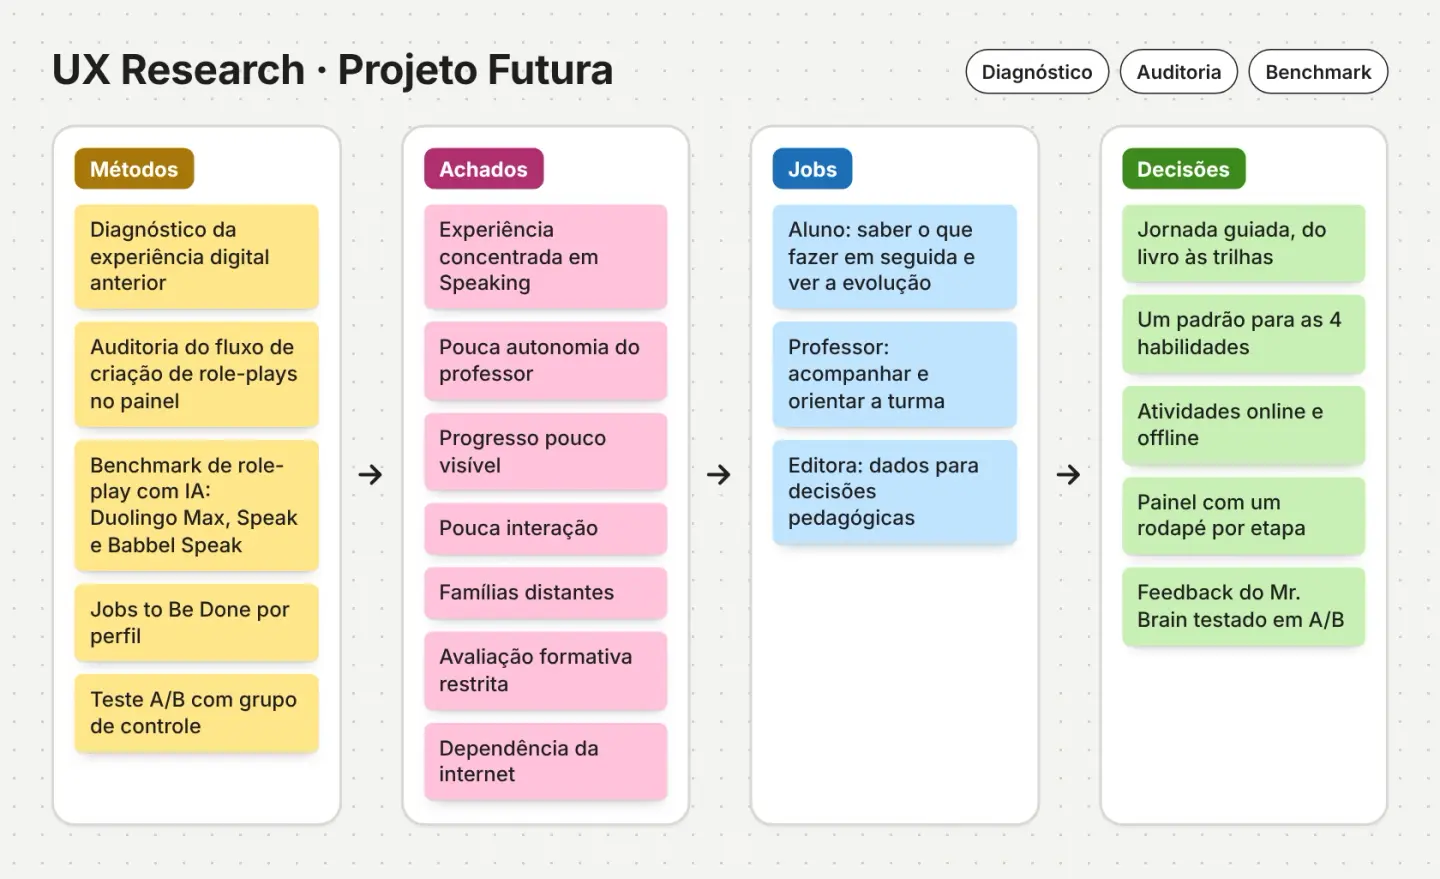 UX Research · Projeto Futura
Diagnóstico
Auditoria
Benchmark
Métodos
Diagnóstico da
experiência digital
anterior
Auditoria do fluxo de
criação de role-plays
no painel
Benchmark de role-
play com IA:
Duolingo Max, Speak
e Babbel Speak
Jobs to Be Done por
perfil
Teste A/B com grupo
de controle
→
Achados
Experiência
concentrada em
Speaking
Pouca autonomia do
professor
Progresso pouco
visível
Pouca interação
Famílias distantes
Avaliação formativa
restrita
Dependência da
internet
→
Jobs
Aluno: saber o que
fazer em seguida e
ver a evolução
Professor:
acompanhar e
orientar a turma
Editora: dados para
decisões
pedagógicas
→
Decisões
Jornada guiada, do
livro às trilhas
Um padrão para as 4
habilidades
Atividades online e
offline
Painel com um
rodapé por etapa
Feedback do Mr.
Brain testado em A/B